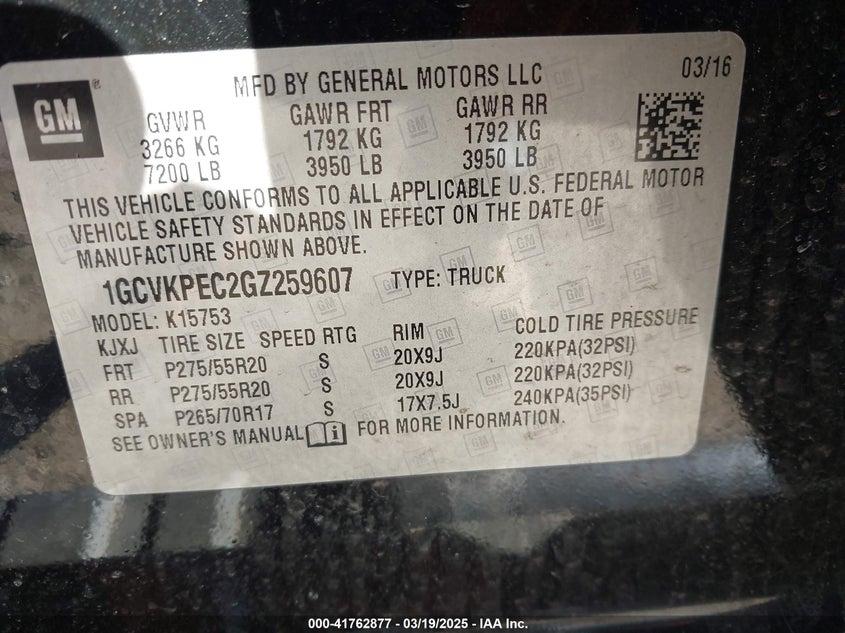 GM
MFD BY GENERAL MOTORS LLC
03/16
GVWR GAWR FRT GAWR RR
3266 KG 1792 KG 1792 KG
7200 LB 3950 LB 3950 LB
THIS VEHICLE CONFORMS TO ALL APPLICABLE U.S. FEDERAL MOTOR
VEHICLE SAFETY STANDARDS IN EFFECT ON THE DATE OF
MANUFACTURE SHOWN ABOVE.
1GCVKPEC2GZ259607 TYPE: TRUCK
MODEL: K15753
KJXJ TIRE SIZE SPEED RTG RIM COLD TIRE PRESSURE
FRT P275/55R20 S 20X9J 220KPA(32PSI)
RR P275/55R20 S 20X9J 220KPA(32PSI)
SPA P265/70R17 S 17X7.5J 240KPA(35PSI)
SEE OWNER'S MANUAL i FOR MORE INFORMATION.
000-41762877 - 03/19/2025 - IAA Inc.